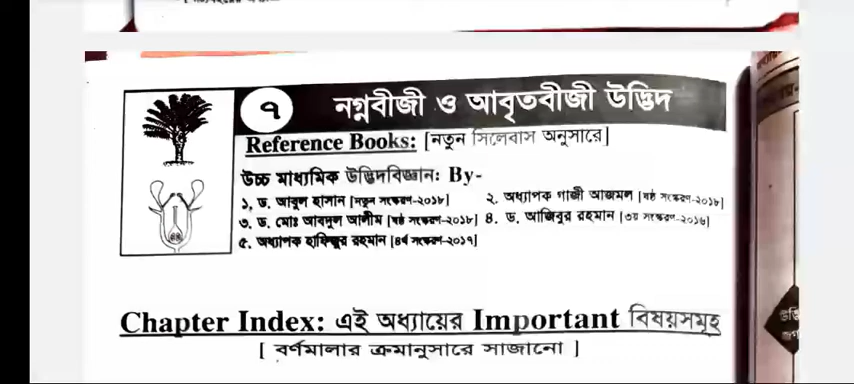 ৭
নগ্নবীজী ও আবৃতবীজী উদ্ভিদ
Reference Books: [নতুন সিলেবাস অনুসারে]
উচ্চ মাধ্যমিক উদ্ভিদবিজ্ঞান: By-
১, ড. আবুল হাসান [নতুন সংস্করণ-২০১৮] ২. অধ্যাপক গাজী আজমল [ষষ্ঠ সংস্করণ-২০১৮]
৩. ড. মোঃ আবদুল আলীম [ষষ্ঠ সংস্করণ-২০১৮] ৪. ড. আজিবুর রহমান [৩য় সংস্করণ-২০১৬]
৫. অধ্যাপক হাফিজুর রহমান [৪র্থ সংস্করণ-২০১৭]
Chapter Index: এই অধ্যায়ের Important বিষয়সমূহ
[ বর্ণমালার ক্রমানুসারে সাজানো ]